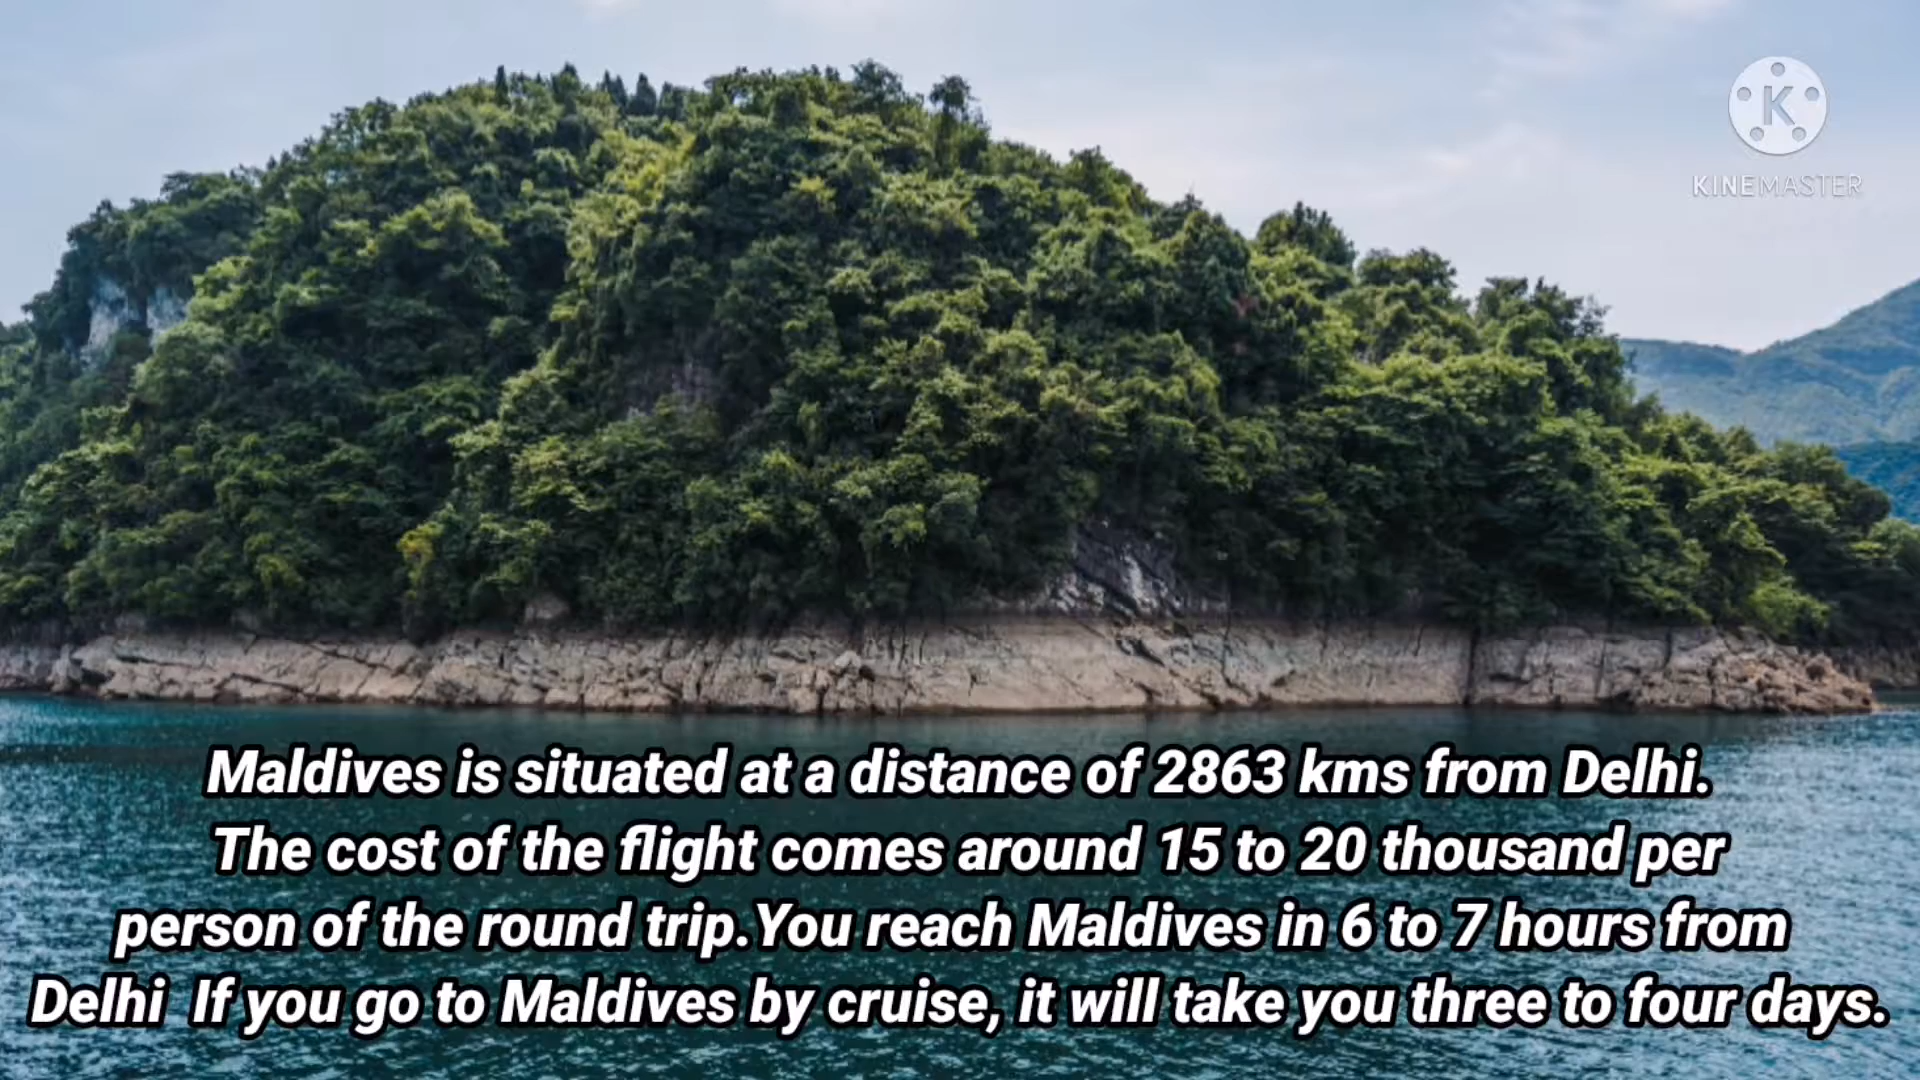 K
KINEMASTER
Maldives is situated at a distance of 2863 kms from Delhi.
The cost of the flight comes around 15 to 20 thousand per
person of the round trip.You reach Maldives in 6 to 7 hours from
Delhi  If you go to Maldives by cruise, it will take you three to four days.